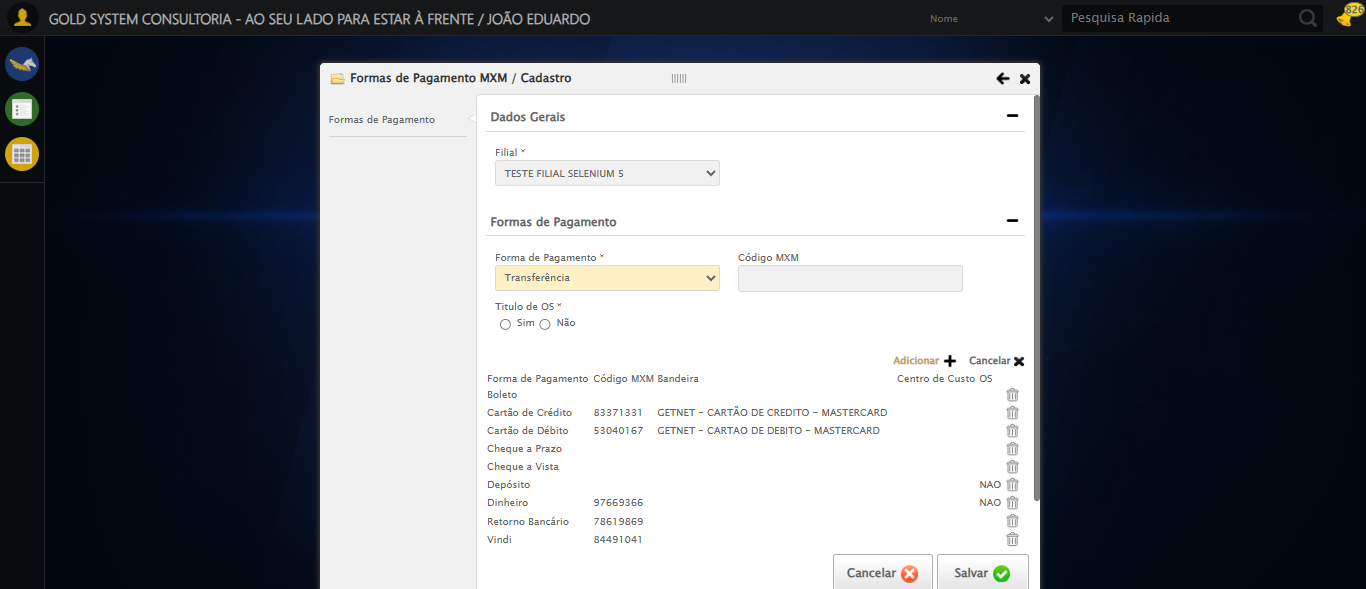 GOLD SYSTEM CONSULTORIA - AO SEU LADO PARA ESTAR À FRENTE / JOÃO EDUARDO
Nome
Pesquisa Rapida
826
Formas de Pagamento MXM / Cadastro
Formas de Pagamento
Dados Gerais
Filial *
TESTE FILIAL SELENIUM 5
Formas de Pagamento
Forma de Pagamento * Código MXM
Transferência
Titulo de OS *
Sim Não
Adicionar Cancelar
Forma de Pagamento Código MXM Bandeira Centro de Custo OS
Boleto
Cartão de Crédito 83371331 GETNET - CARTÃO DE CREDITO - MASTERCARD
Cartão de Débito 53040167 GETNET - CARTAO DE DEBITO - MASTERCARD
Cheque a Prazo
Cheque a Vista
Depósito NAO
Dinheiro 97669366 NAO
Retorno Bancário 78619869
Vindi 84491041
Cancelar Salvar